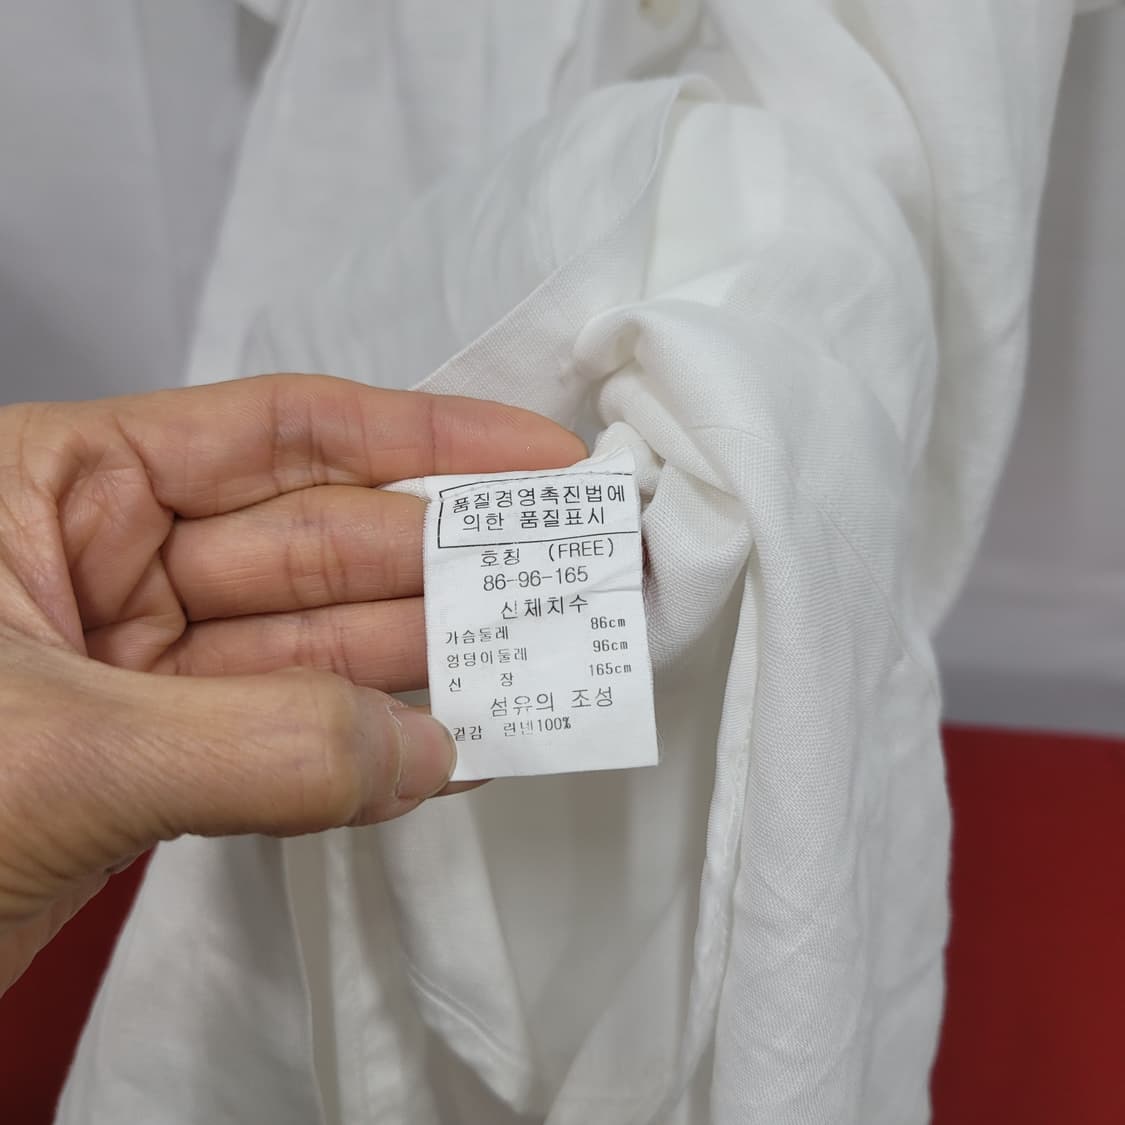 품질경영촉진법에
의한 품질표시
호칭 (FREE)
86-96-165
신체치수
가슴둘레 86cm
엉덩이둘레 96cm
신 장 165cm
섬유의 조성
겉감 린넨100%